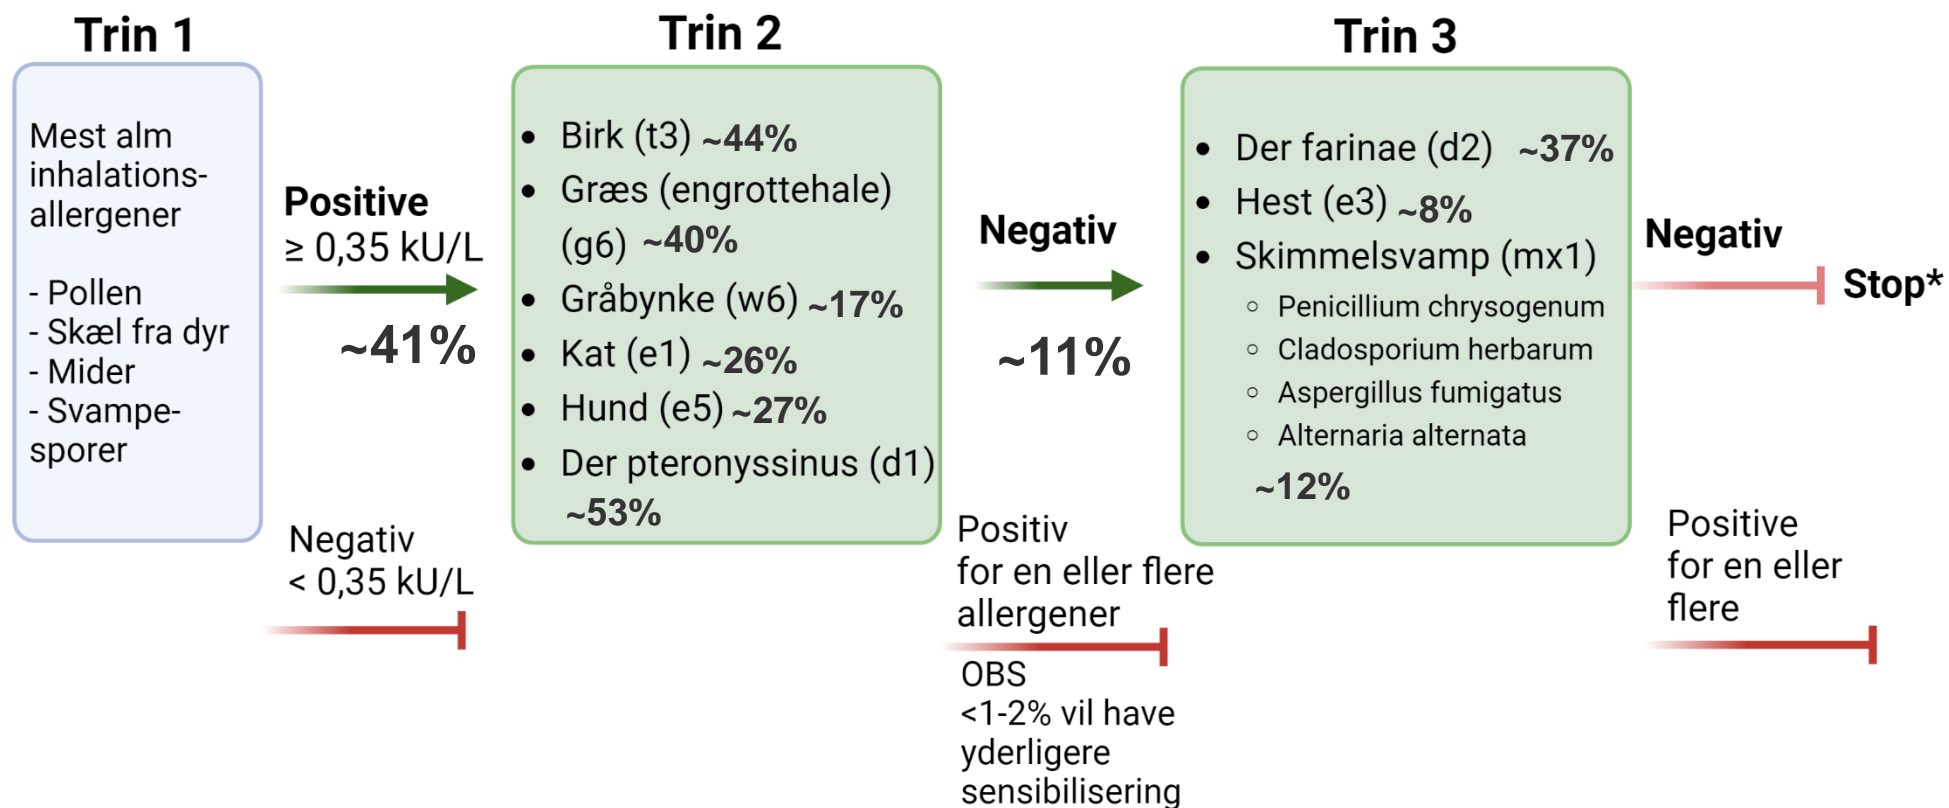 Trin 1
Mest alm
inhalations-
allergener
- Pollen
- Skæl fra dyr
- Mider
- Svampe-
sporer
Positive
≥ 0,35 kU/L
~41%
Negativ
< 0,35 kU/L
Trin 2
• Birk (t3) ~44%
• Græs (engrottehale)
(g6) ~40%
• Gråbynke (w6) ~17%
• Kat (e1) ~26%
• Hund (e5) ~27%
• Der pteronyssinus (d1)
~53%
Negativ
~11%
Positiv
for en eller flere
allergener
OBS
<1-2% vil have
yderligere
sensibilisering
Trin 3
• Der farinae (d2) ~37%
• Hest (e3) ~8%
• Skimmelsvamp (mx1)
◦ Penicillium chrysogenum
◦ Cladosporium herbarum
◦ Aspergillus fumigatus
◦ Alternaria alternata
~12%
Negativ
Stop*
Positive
for en eller
flere